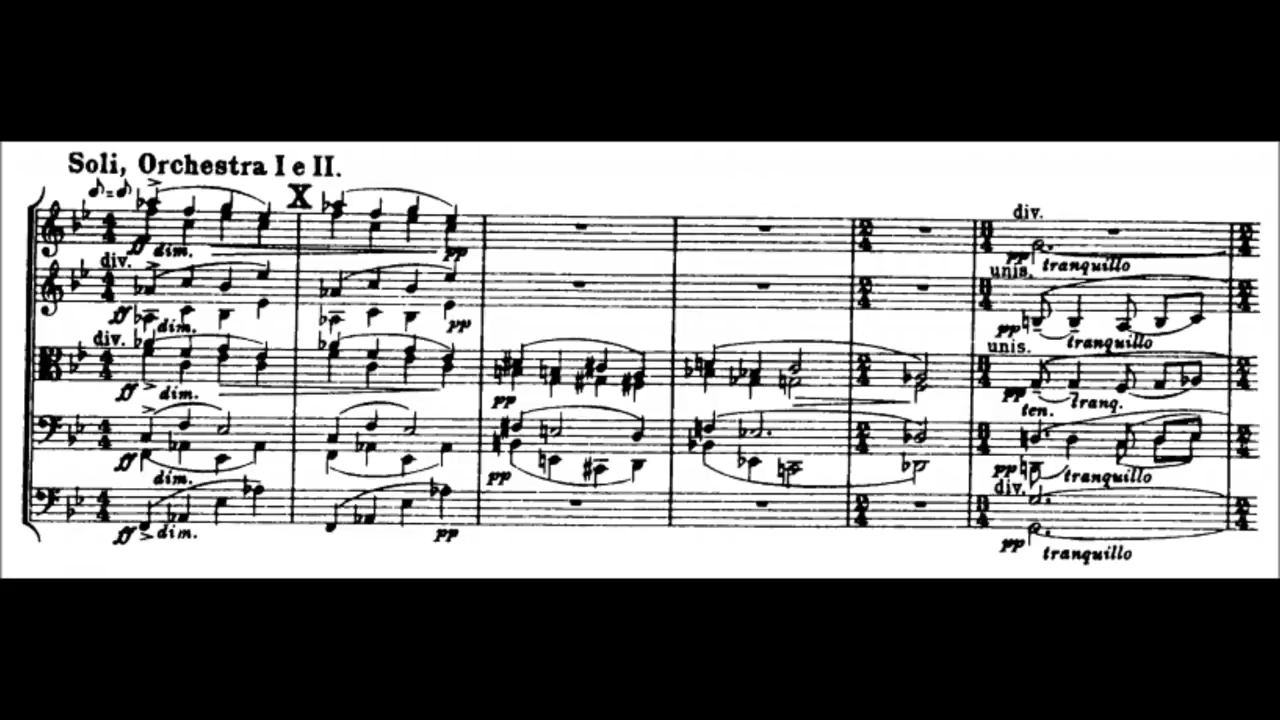 Soli, Orchestra I e II.
X
ff dim. pp
div.
div.
ff dim. pp
div.
unis.
pp tranquillo
ff dim.
pp
unis.
pp tranquillo
pp tranq.
ten.
ff dim.
pp
pp tranquillo
div.
ff dim. pp
pp tranquillo